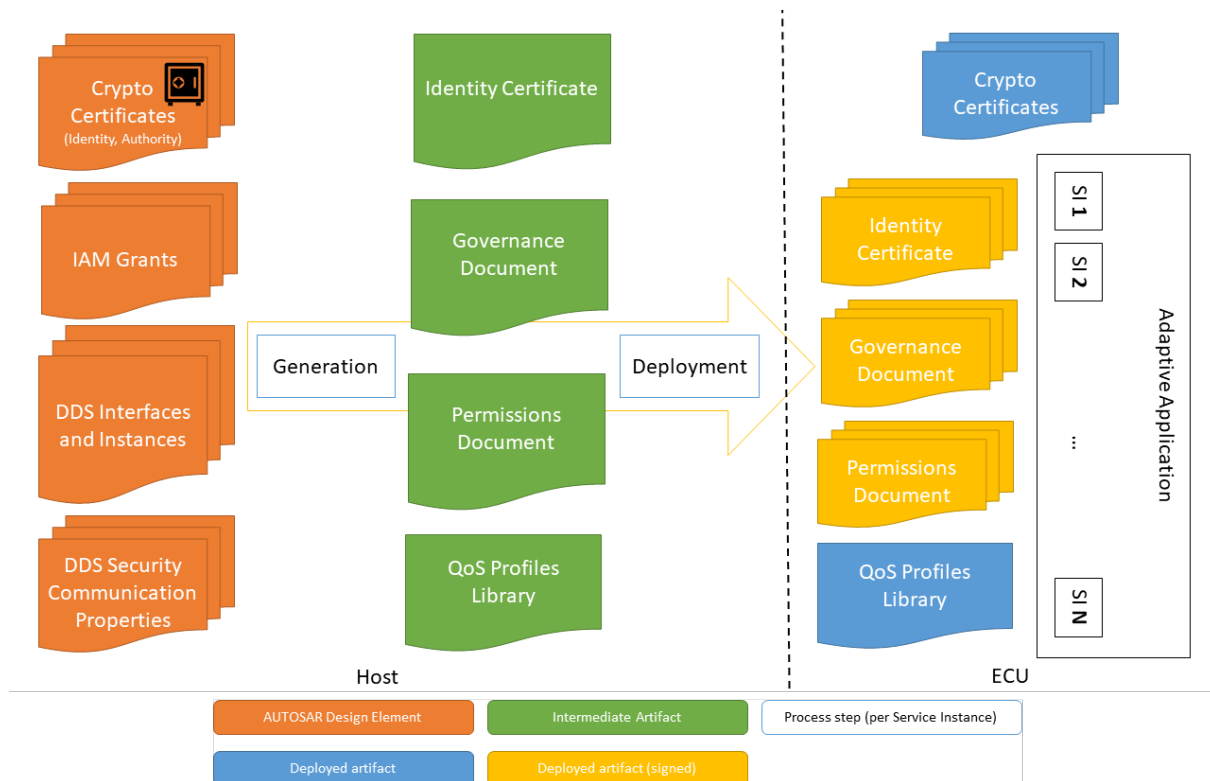 Crypto
Certificates
(Identity, Authority)
IAM Grants
DDS Interfaces
and Instances
DDS Security
Communication
Properties
Generation
Identity Certificate
Governance
Document
Permissions
Document
QoS Profiles
Library
Deployment
Host
Crypto
Certificates
Identity
Certificate
Governance
Document
Permissions
Document
QoS Profiles
Library
SI 1
SI 2
...
SI N
Adaptive Application
ECU
AUTOSAR Design Element
Intermediate Artifact
Process step (per Service Instance)
Deployed artifact
Deployed artifact (signed)